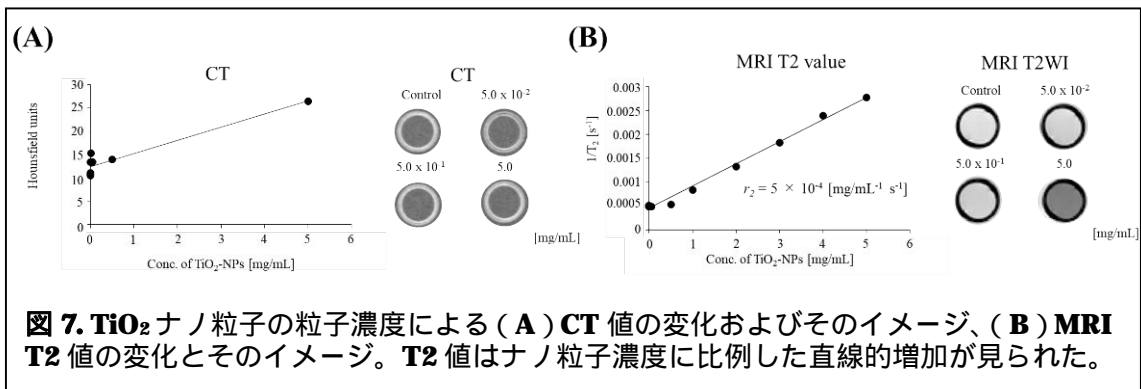 (A)
CT
Hounsfield units
30
25
20
15
10
5
0
0 1 2 3 4 5 6
Conc. of TiO₂-NPs [mg/mL]
CT
Control 5.0 x 10⁻²
5.0 x 10⁻¹ 5.0
[mg/mL]
(B)
MRI T2 value
1/T₂ [s⁻¹]
0.003
0.0025
0.002
0.0015
0.001
0.0005
0
r₂ = 5 × 10⁻⁴ [mg/mL⁻¹ s⁻¹]
0 1 2 3 4 5 6
Conc. of TiO₂-NPs [mg/mL]
MRI T2WI
Control 5.0 x 10⁻²
5.0 x 10⁻¹ 5.0
[mg/mL]
図 7. TiO₂ ナノ粒子の粒子濃度による（A）CT 値の変化およびそのイメージ、（B）MRI
T2 値の変化とそのイメージ。T2 値はナノ粒子濃度に比例した直線的増加が見られた。